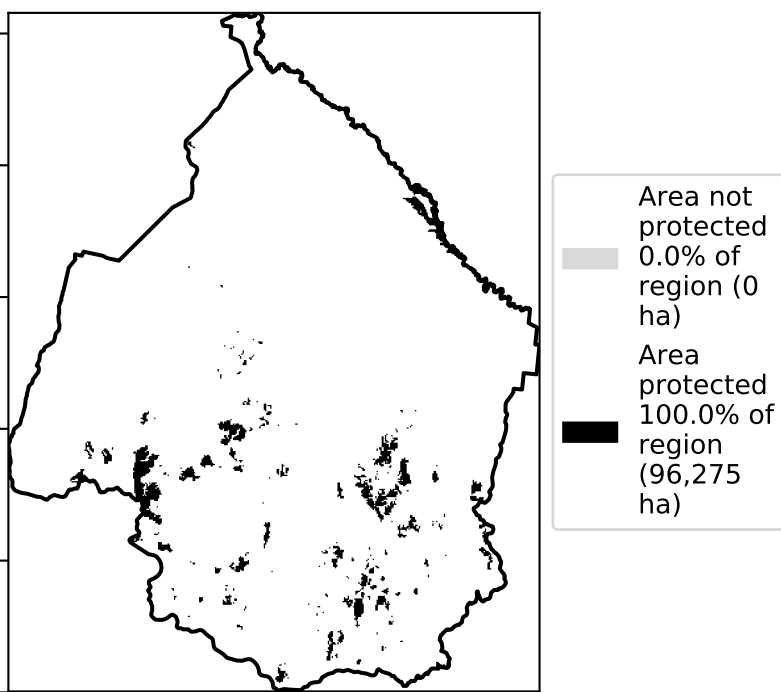 Area not
protected
0.0% of
region (0
ha)
Area
protected
100.0% of
region
(96,275
ha)